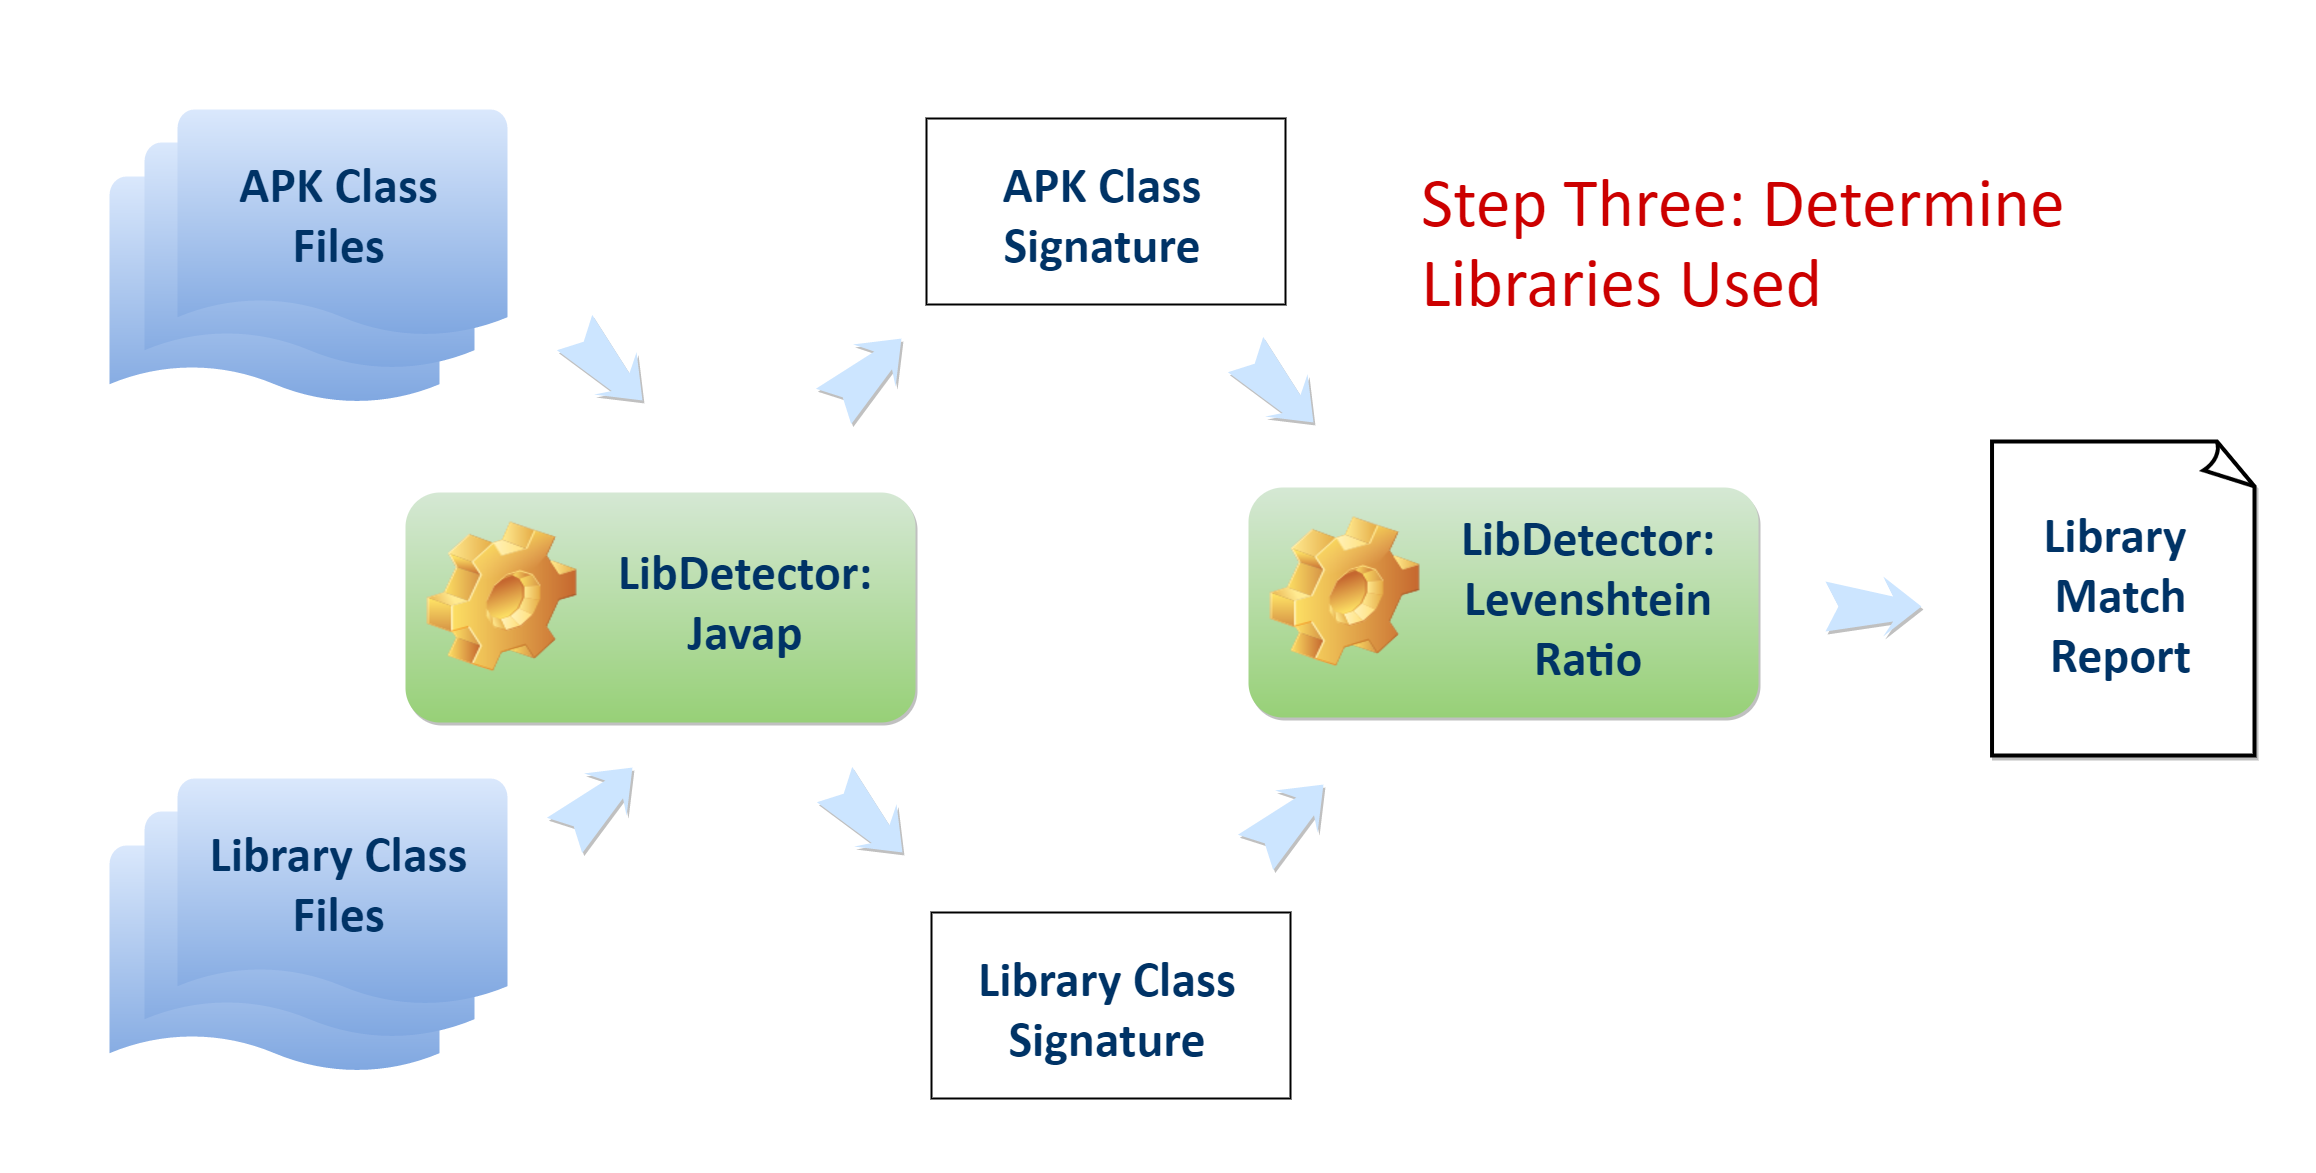 APK Class
Files
APK Class
Signature
Step Three: Determine
Libraries Used
LibDetector:
Javap
LibDetector:
Levenshtein
Ratio
Library
Match
Report
Library Class
Files
Library Class
Signature